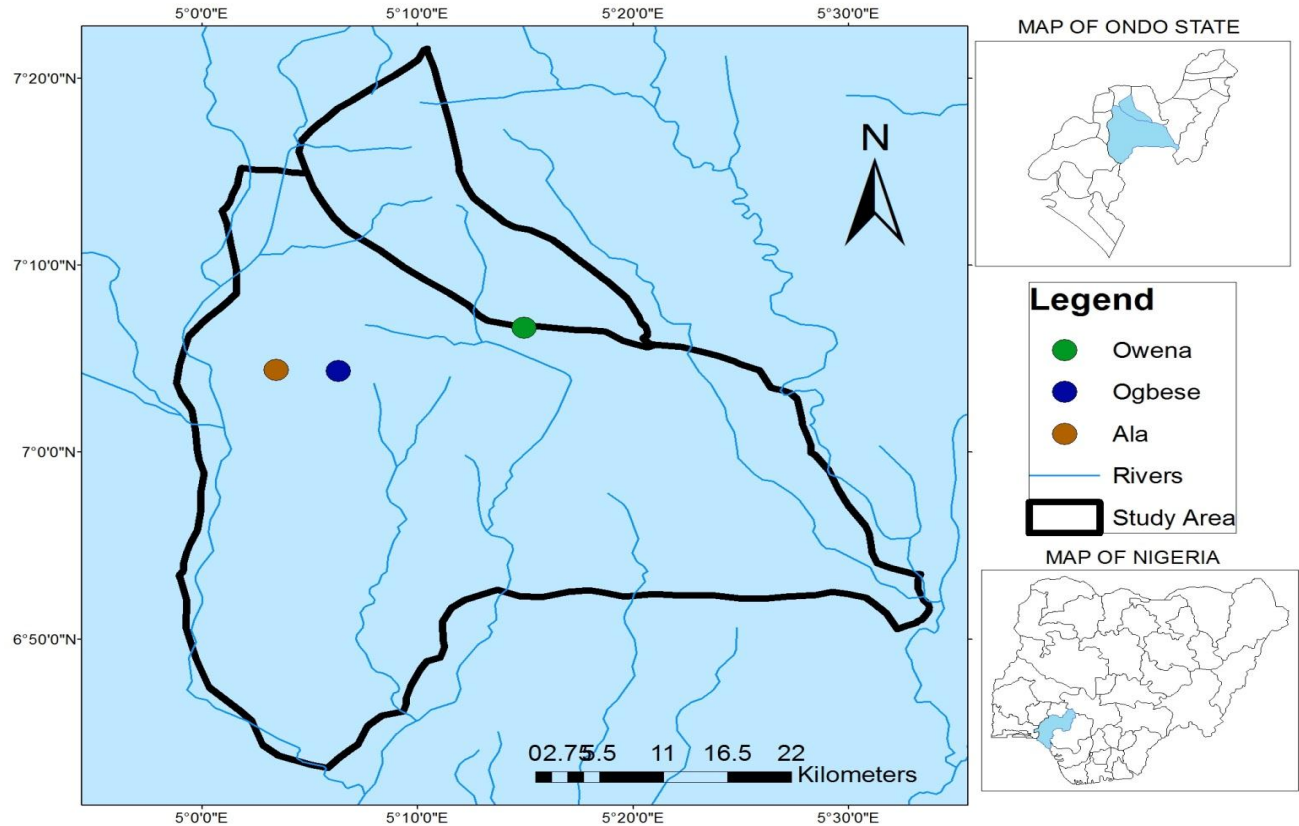 5°0'0"E 5°10'0"E 5°20'0"E 5°30'0"E
7°20'0"N
7°10'0"N
7°0'0"N
6°50'0"N
N
02.755.5 11 16.5 22
Kilometers
5°0'0"E 5°10'0"E 5°20'0"E 5°30'0"E
MAP OF ONDO STATE
Legend
Owena
Ogbese
Ala
Rivers
Study Area
MAP OF NIGERIA